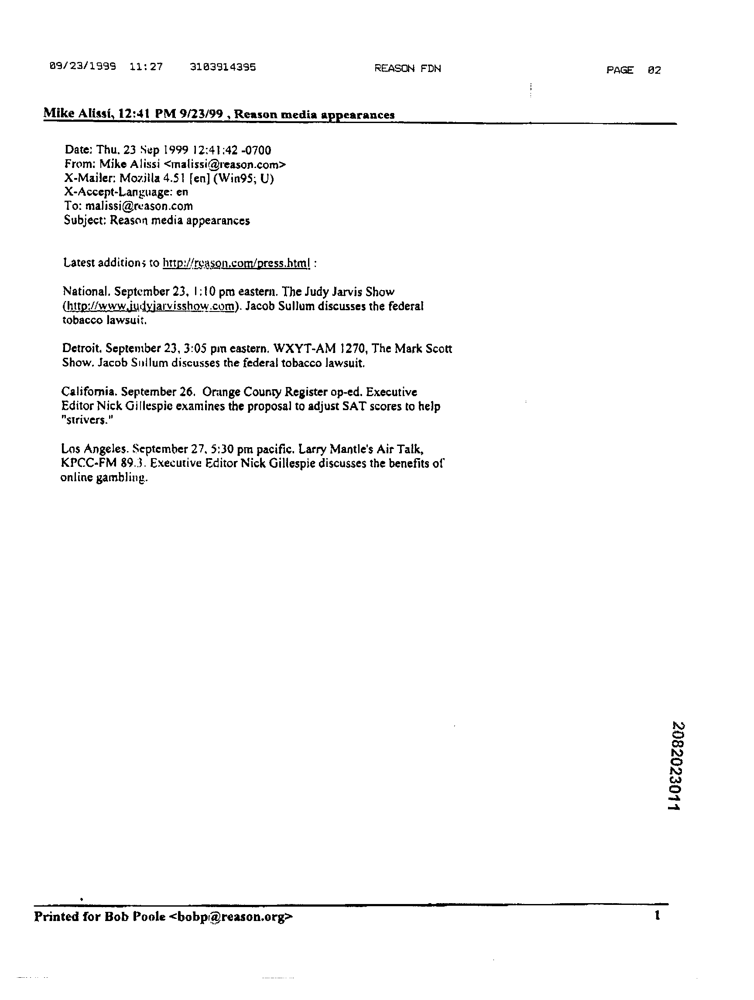 09/23/1999 11:27 3103914395 REASON FDN PAGE 02
Mike Alissi, 12:41 PM 9/23/99 , Reason media appearances
Date: Thu, 23 Sep 1999 12:41:42 -0700
From: Mike Alissi <malissi@reason.com>
X-Mailer: Mozilla 4.51 [en] (Win95; U)
X-Accept-Language: en
To: malissi@reason.com
Subject: Reason media appearances
Latest additions to http://reason.com/press.html :
National. September 23, 1:10 pm eastern. The Judy Jarvis Show
(http://www.judyjarvisshow.com). Jacob Sullum discusses the federal
tobacco lawsuit.
Detroit. September 23, 3:05 pm eastern. WXYT-AM 1270, The Mark Scott
Show. Jacob Sullum discusses the federal tobacco lawsuit.
California. September 26. Orange County Register op-ed. Executive
Editor Nick Gillespie examines the proposal to adjust SAT scores to help
"strivers."
Los Angeles. September 27, 5:30 pm pacific. Larry Mantle's Air Talk,
KPCC-FM 89.3. Executive Editor Nick Gillespie discusses the benefits of
online gambling.
2082023011
Printed for Bob Poole <bobp@reason.org> 1